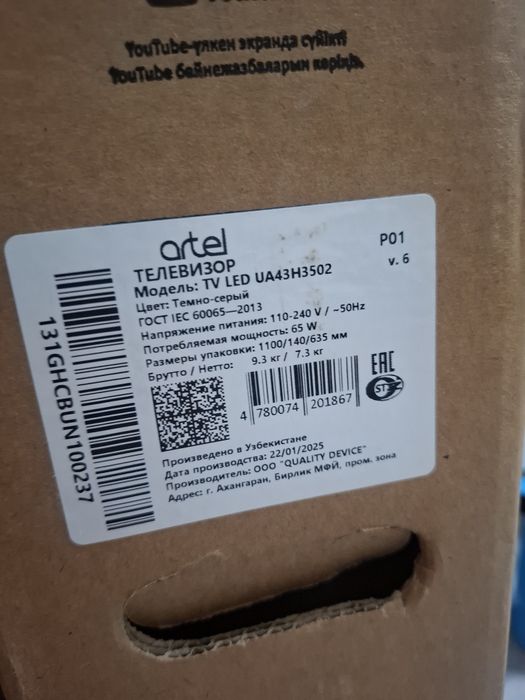 YouTube-үлкен экранда сүйікті
YouTube бейнежазбаларын көріңіз.
artel
P01
v. 6
ТЕЛЕВИЗОР
Модель: TV LED UA43H3502
Цвет: Темно-серый
ГОСТ IEC 60065—2013
Напряжение питания: 110-240 V / ~50Hz
Потребляемая мощность: 65 W
Размеры упаковки: 1100/140/635 мм
Брутто / Нетто: 9.3 кг / 7.3 кг
131GHCBUN100237
4 780074 201867
EAC
ST
Произведено в Узбекистане
Дата производства: 22/01/2025
Производитель: ООО "QUALITY DEVICE"
Адрес: г. Ахангаран, Бирлик МФЙ, пром. зона